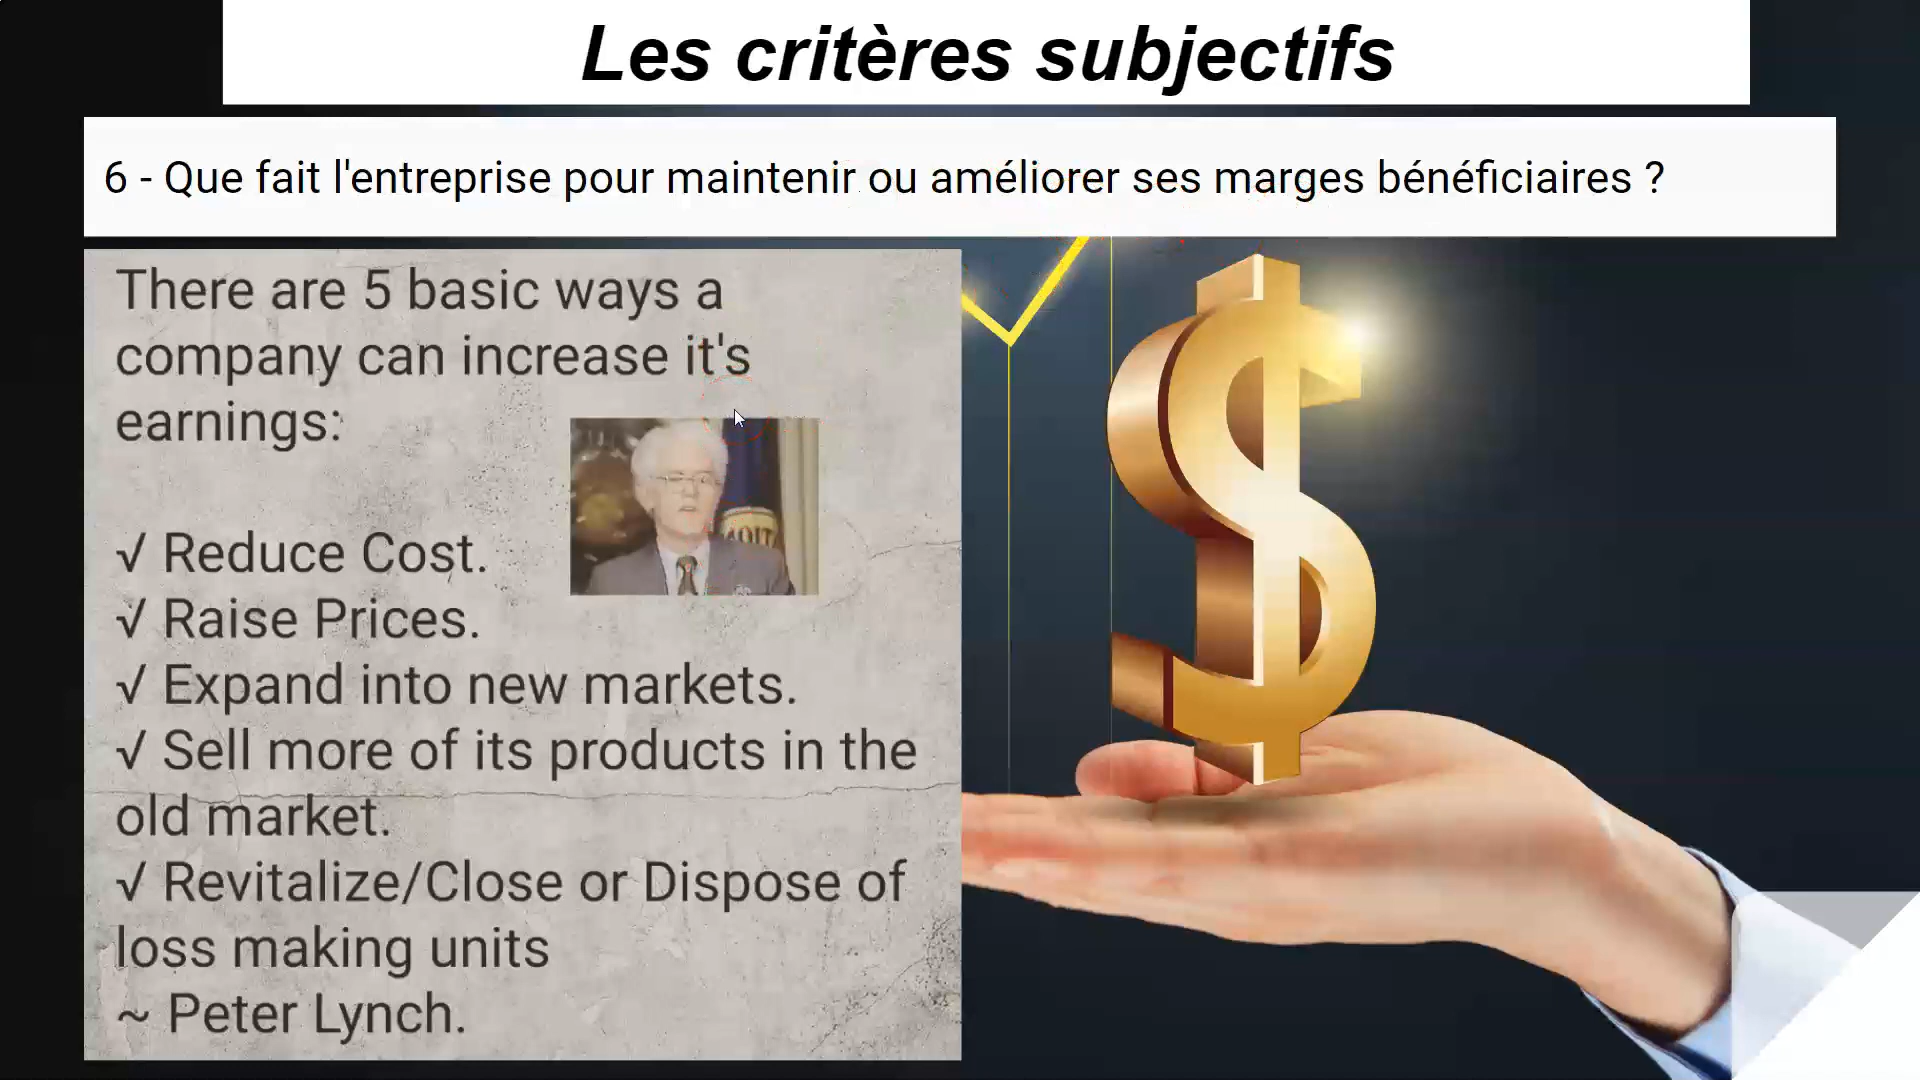 Les critères subjectifs
6 - Que fait l'entreprise pour maintenir ou améliorer ses marges bénéficiaires ?
There are 5 basic ways a
company can increase it's
earnings:
√ Reduce Cost.
√ Raise Prices.
√ Expand into new markets.
√ Sell more of its products in the
old market.
√ Revitalize/Close or Dispose of
loss making units
~ Peter Lynch.